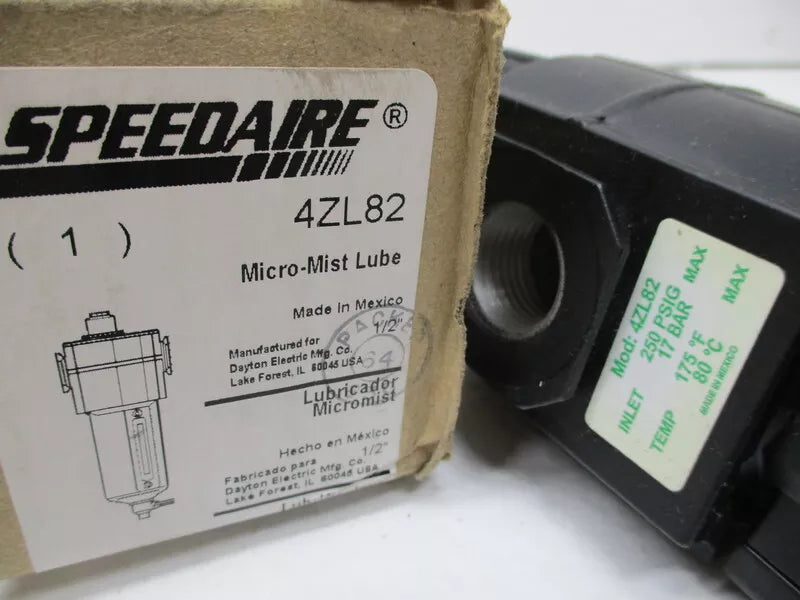 SPEEDAIRE®
4ZL82
( 1 )
Micro-Mist Lube
Made In Mexico
1/2"
Manufactured for
Dayton Electric Mfg. Co.
Lake Forest, IL 60045 USA
PACKA
64
Lubricador
Micromist
Hecho en México
1/2"
Fabricado para
Dayton Electric Mfg. Co.
Lake Forest, IL 60045 USA
Mod: 4ZL82
INLET 250 PSIG MAX
17 BAR
TEMP 175 °F MAX
80 °C
MADE IN MEXICO